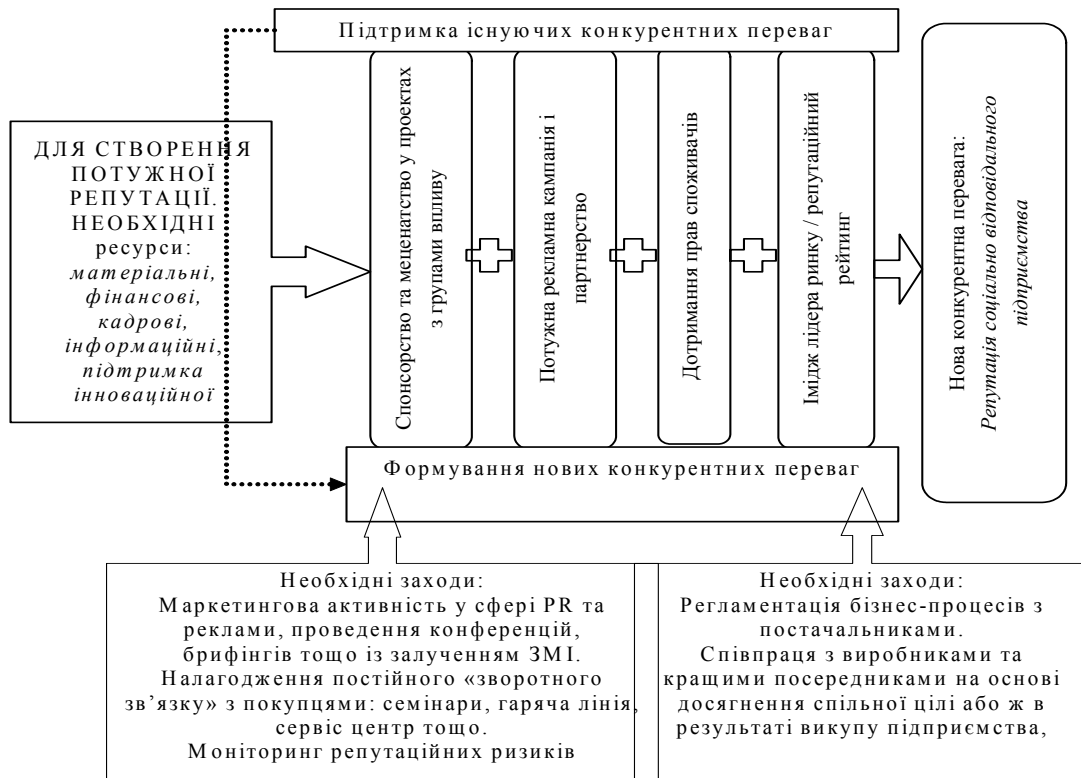 Підтримка існуючих конкурентних переваг
ДЛЯ СТВОРЕННЯ
ПОТУЖНОЇ
РЕПУТАЦІЇ.
НЕОБХІДНІ
ресурси:
матеріальні,
фінансові,
кадрові,
інформаційні,
підтримка
інноваційної
Спонсорство та меценатство у проектах
з групами впливу
Потужна рекламна кампанія і
партнерство
Дотримання прав споживачів
Імідж лідера ринку / репутаційний
рейтинг
Нова конкурентна перевага:
Репутація соціально відповідального
підприємства
Формування нових конкурентних переваг
Необхідні заходи:
Маркетингова активність у сфері PR та
реклами, проведення конференцій,
брифінгів тощо із залученням ЗМІ.
Налагодження постійного «зворотного
зв’язку» з покупцями: семінари, гаряча лінія,
сервіс центр тощо.
Моніторинг репутаційних ризиків
Необхідні заходи:
Регламентація бізнес-процесів з
постачальниками.
Співпраця з виробниками та
кращими посередниками на основі
досягнення спільної цілі або ж в
результаті викупу підприємства,